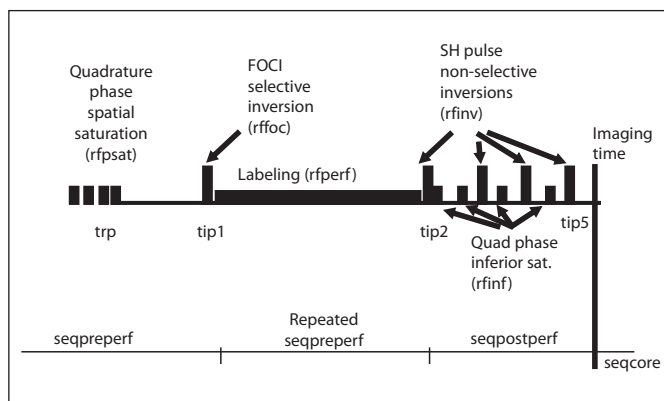 Quadrature
phase
spatial
saturation
(rfpsat)
FOCI
selective
inversion
(rffoc)
SH pulse
non-selective
inversions
(rfinv)
Imaging
time
Labeling (rfperf)
trp
tip1
tip2
tip5
Quad phase
inferior sat.
(rfinf)
seqpreperf
Repeated
seqpreperf
seqpostperf
seqcore